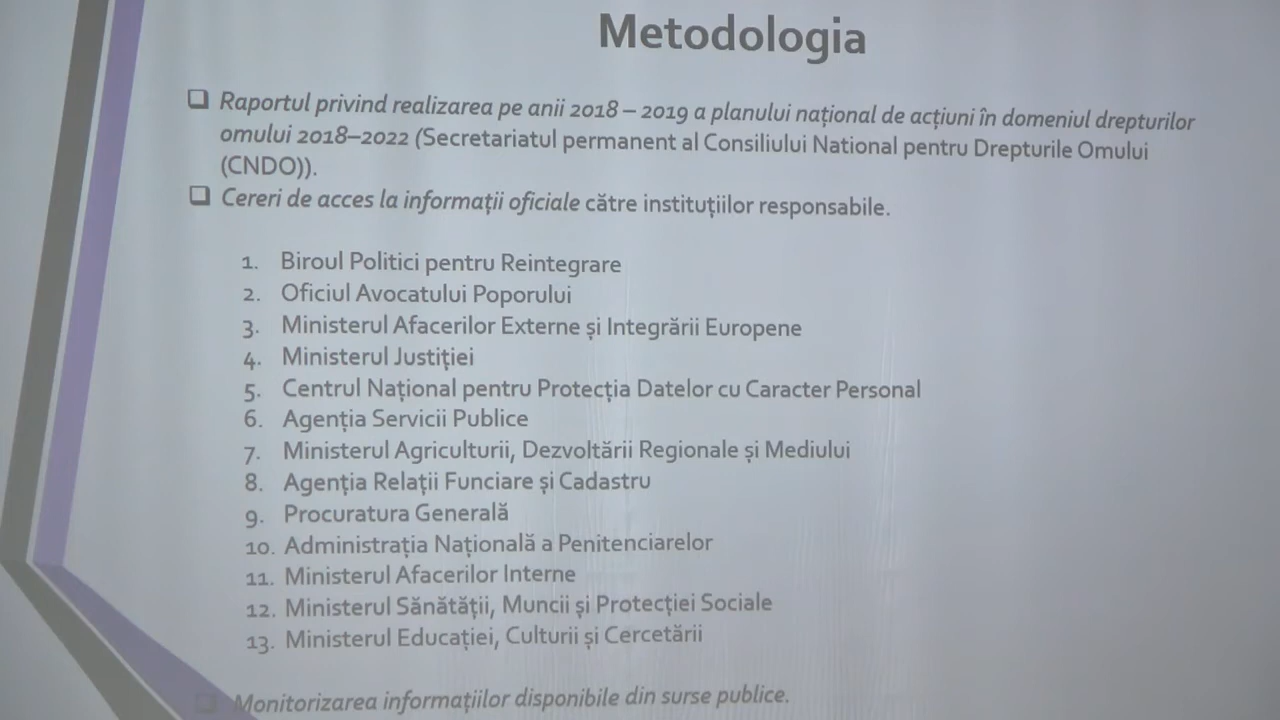 Metodologia
❑ Raportul privind realizarea pe anii 2018 – 2019 a planului național de acțiuni în domeniul drepturilor
omului 2018–2022 (Secretariatul permanent al Consiliului National pentru Drepturile Omului
(CNDO)).
❑ Cereri de acces la informații oficiale către instituțiilor responsabile.
1. Biroul Politici pentru Reintegrare
2. Oficiul Avocatului Poporului
3. Ministerul Afacerilor Externe și Integrării Europene
4. Ministerul Justiției
5. Centrul Național pentru Protecția Datelor cu Caracter Personal
6. Agenția Servicii Publice
7. Ministerul Agriculturii, Dezvoltării Regionale și Mediului
8. Agenția Relații Funciare și Cadastru
9. Procuratura Generală
10. Administrația Națională a Penitenciarelor
11. Ministerul Afacerilor Interne
12. Ministerul Sănătății, Muncii și Protecției Sociale
13. Ministerul Educației, Culturii și Cercetării
❑ Monitorizarea informațiilor disponibile din surse publice.